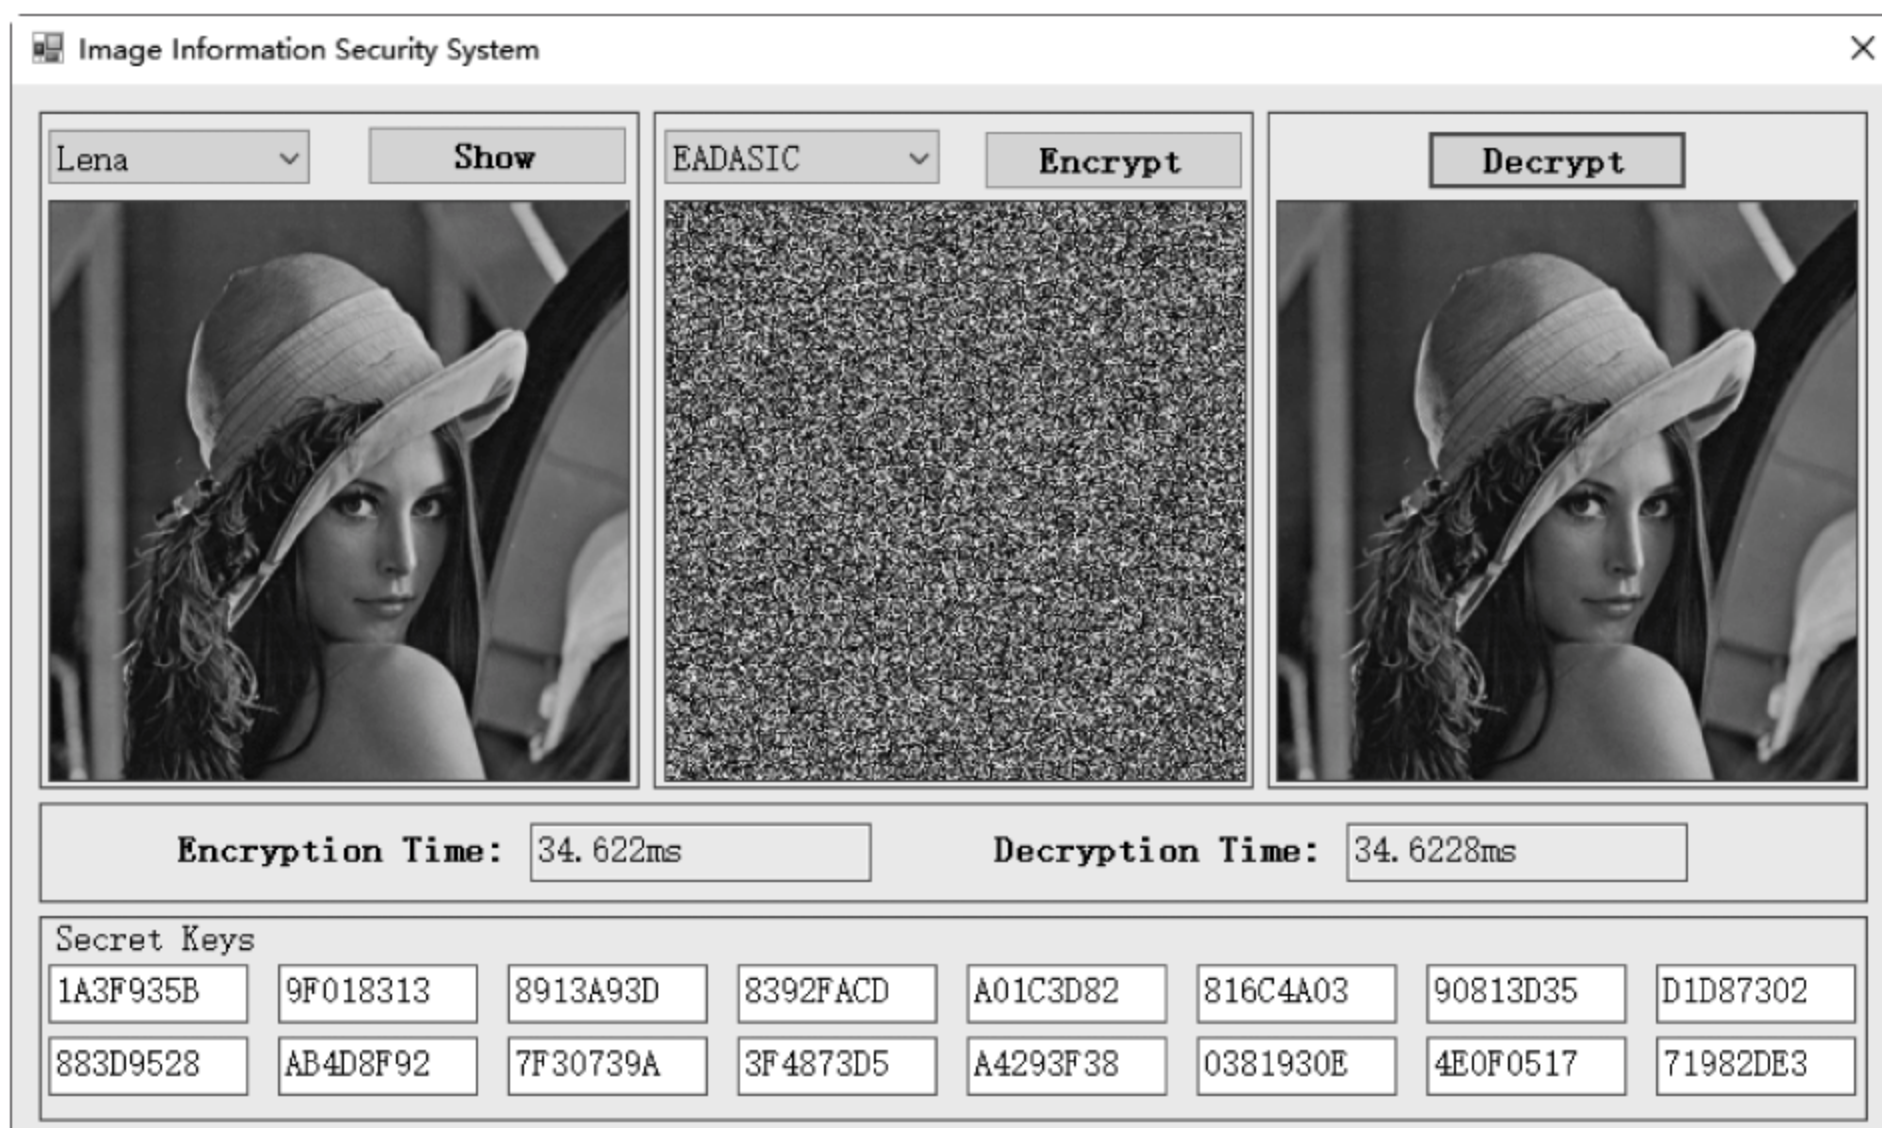 Image Information Security System
Lena Show EADASIC Encrypt Decrypt
Encryption Time: 34.622ms Decryption Time: 34.6228ms
Secret Keys
1A3F935B 9F018313 8913A93D 8392FACD A01C3D82 816C4A03 90813D35 D1D87302
883D9528 AB4D8F92 7F30739A 3F4873D5 A4293F38 0381930E 4E0F0517 71982DE3